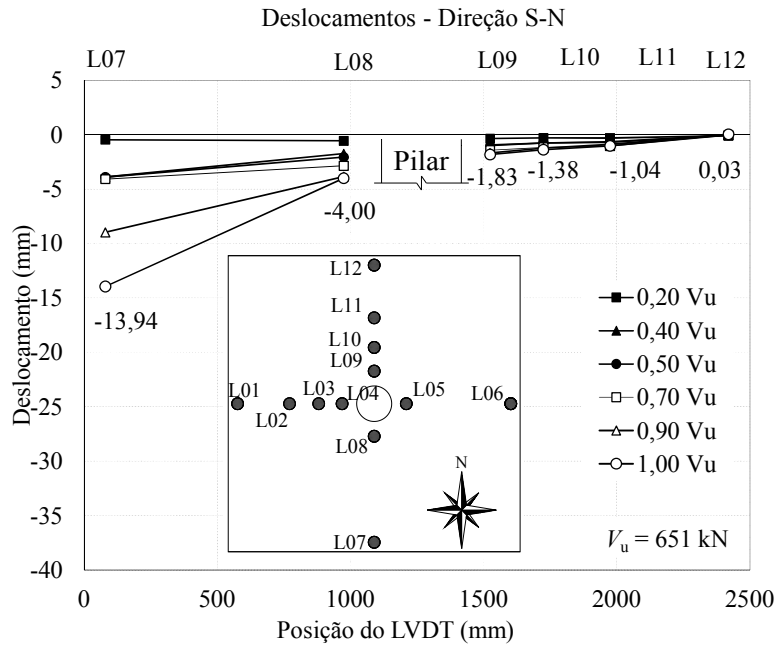 Deslocamentos - Direção S-N
L07 L08 L09 L10 L11 L12
5
0
-5
-10
-15
-20
-25
-30
-35
-40
Deslocamento (mm)
Pilar
-1,83 -1,38 -1,04 0,03
-4,00
-13,94
L12
L11
L10
L09
L01 L02 L03 L04 L05 L06
L08
L07
N
0,20 Vu
0,40 Vu
0,50 Vu
0,70 Vu
0,90 Vu
1,00 Vu
Vu = 651 kN
0 500 1000 1500 2000 2500
Posição do LVDT (mm)